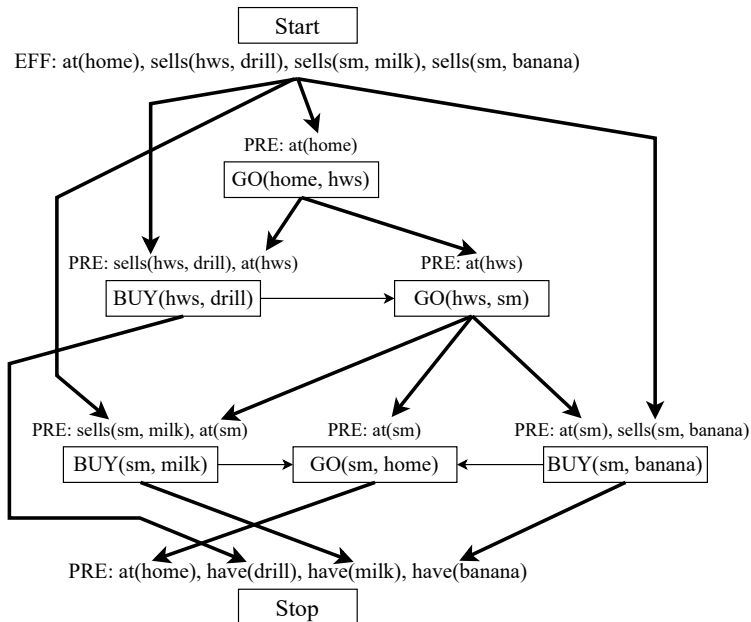 Start
EFF: at(home), sells(hws, drill), sells(sm, milk), sells(sm, banana)
PRE: at(home)
GO(home, hws)
PRE: sells(hws, drill), at(hws)
PRE: at(hws)
BUY(hws, drill)
GO(hws, sm)
PRE: sells(sm, milk), at(sm)
PRE: at(sm)
PRE: at(sm), sells(sm, banana)
BUY(sm, milk)
GO(sm, home)
BUY(sm, banana)
PRE: at(home), have(drill), have(milk), have(banana)
Stop